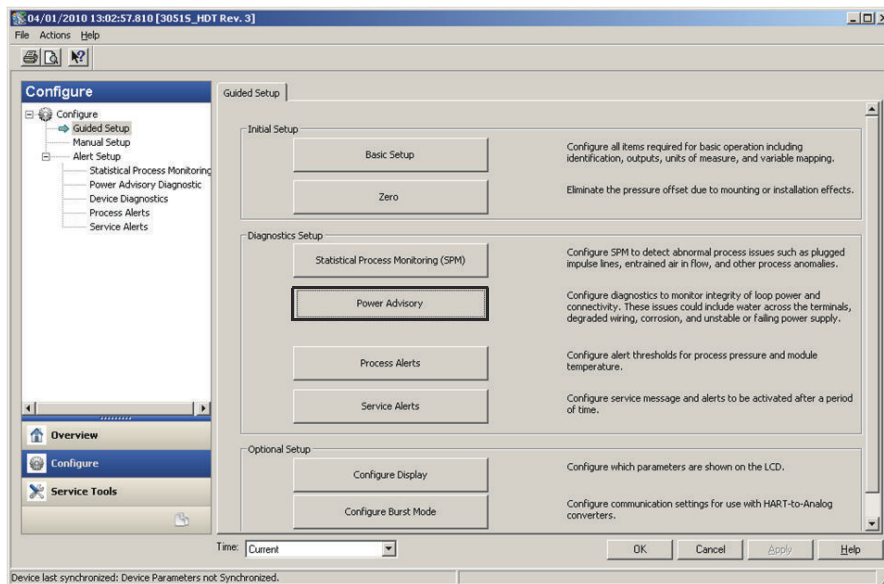 04/01/2010 13:02:57.810 [30515_HDT Rev. 3]
File Actions Help
Configure
Configure
Guided Setup
Manual Setup
Alert Setup
Statistical Process Monitoring
Power Advisory Diagnostic
Device Diagnostics
Process Alerts
Service Alerts
Overview
Configure
Service Tools
Guided Setup
Initial Setup
Basic Setup
Configure all items required for basic operation including
identification, outputs, units of measure, and variable mapping.
Zero
Eliminate the pressure offset due to mounting or installation effects.
Diagnostics Setup
Statistical Process Monitoring (SPM)
Configure SPM to detect abnormal process issues such as plugged
impulse lines, entrained air in flow, and other process anomalies.
Power Advisory
Configure diagnostics to monitor integrity of loop power and
connectivity. These issues could include water across the terminals,
degraded wiring, corrosion, and unstable or failing power supply.
Process Alerts
Configure alert thresholds for process pressure and module
temperature.
Service Alerts
Configure service message and alerts to be activated after a period
of time.
Optional Setup
Configure Display
Configure which parameters are shown on the LCD.
Configure Burst Mode
Configure communication settings for use with HART-to-Analog
converters.
Time: Current
OK Cancel Apply Help
Device last synchronized: Device Parameters not Synchronized.